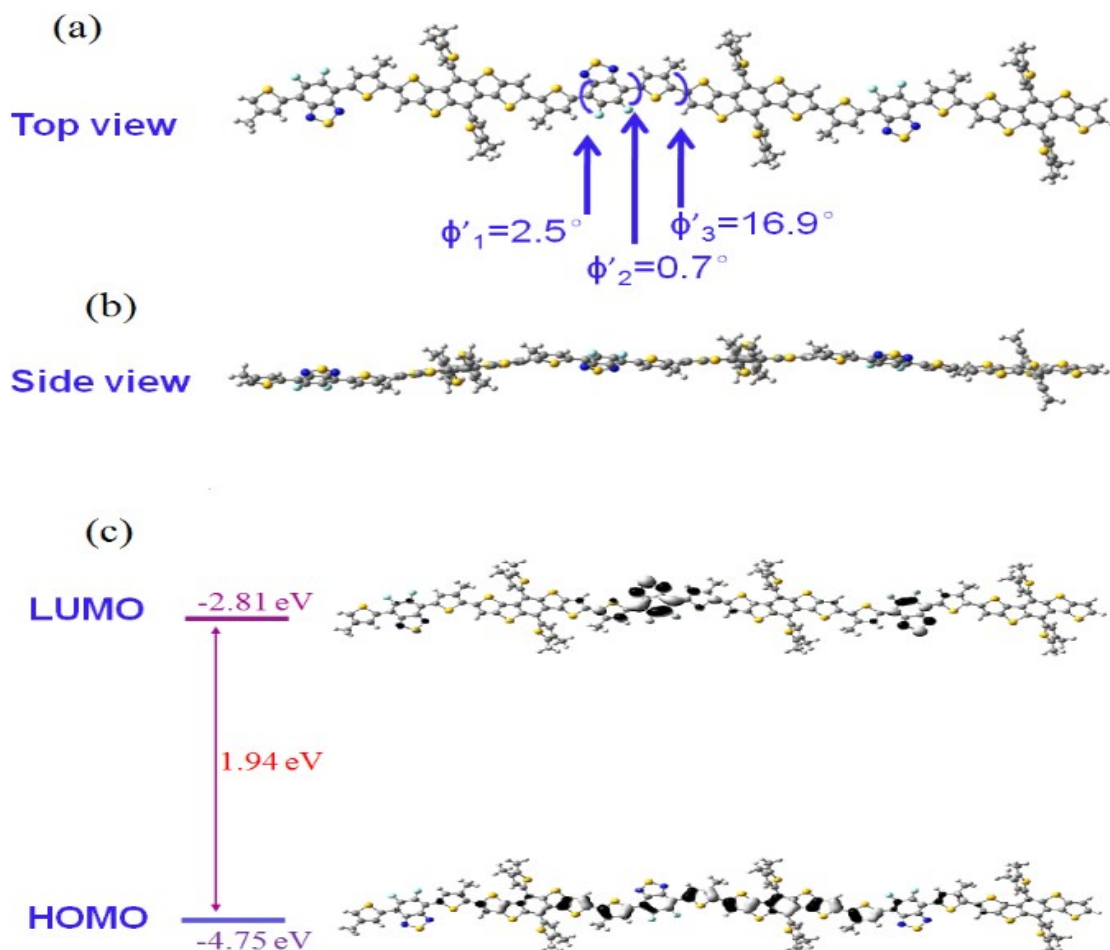 (a)
Top view
ϕ'₁=2.5°
ϕ'₃=16.9°
ϕ'₂=0.7°
(b)
Side view
(c)
LUMO
-2.81 eV
1.94 eV
HOMO
-4.75 eV